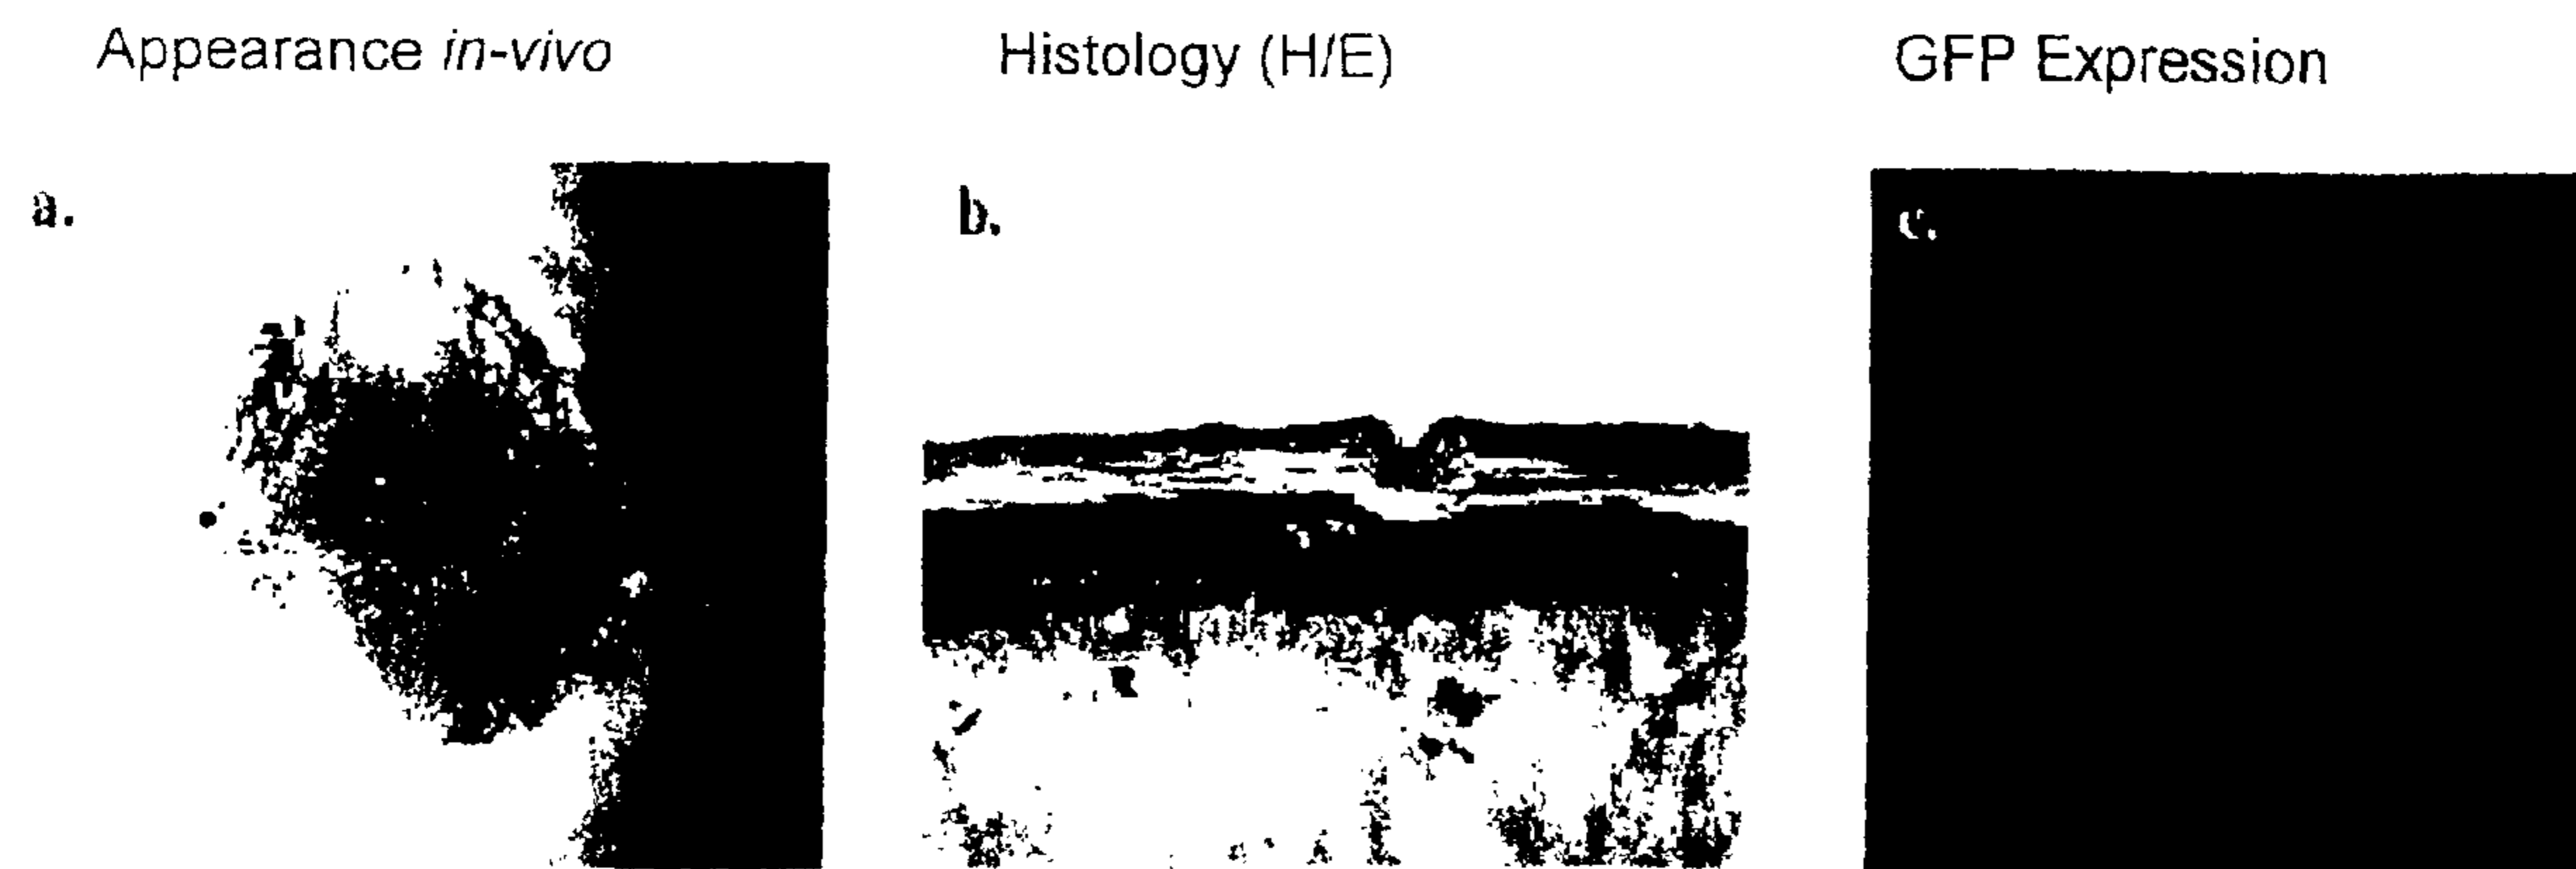 Appearance in-vivo
Histology (H/E)
GFP Expression
a.
b.
c.